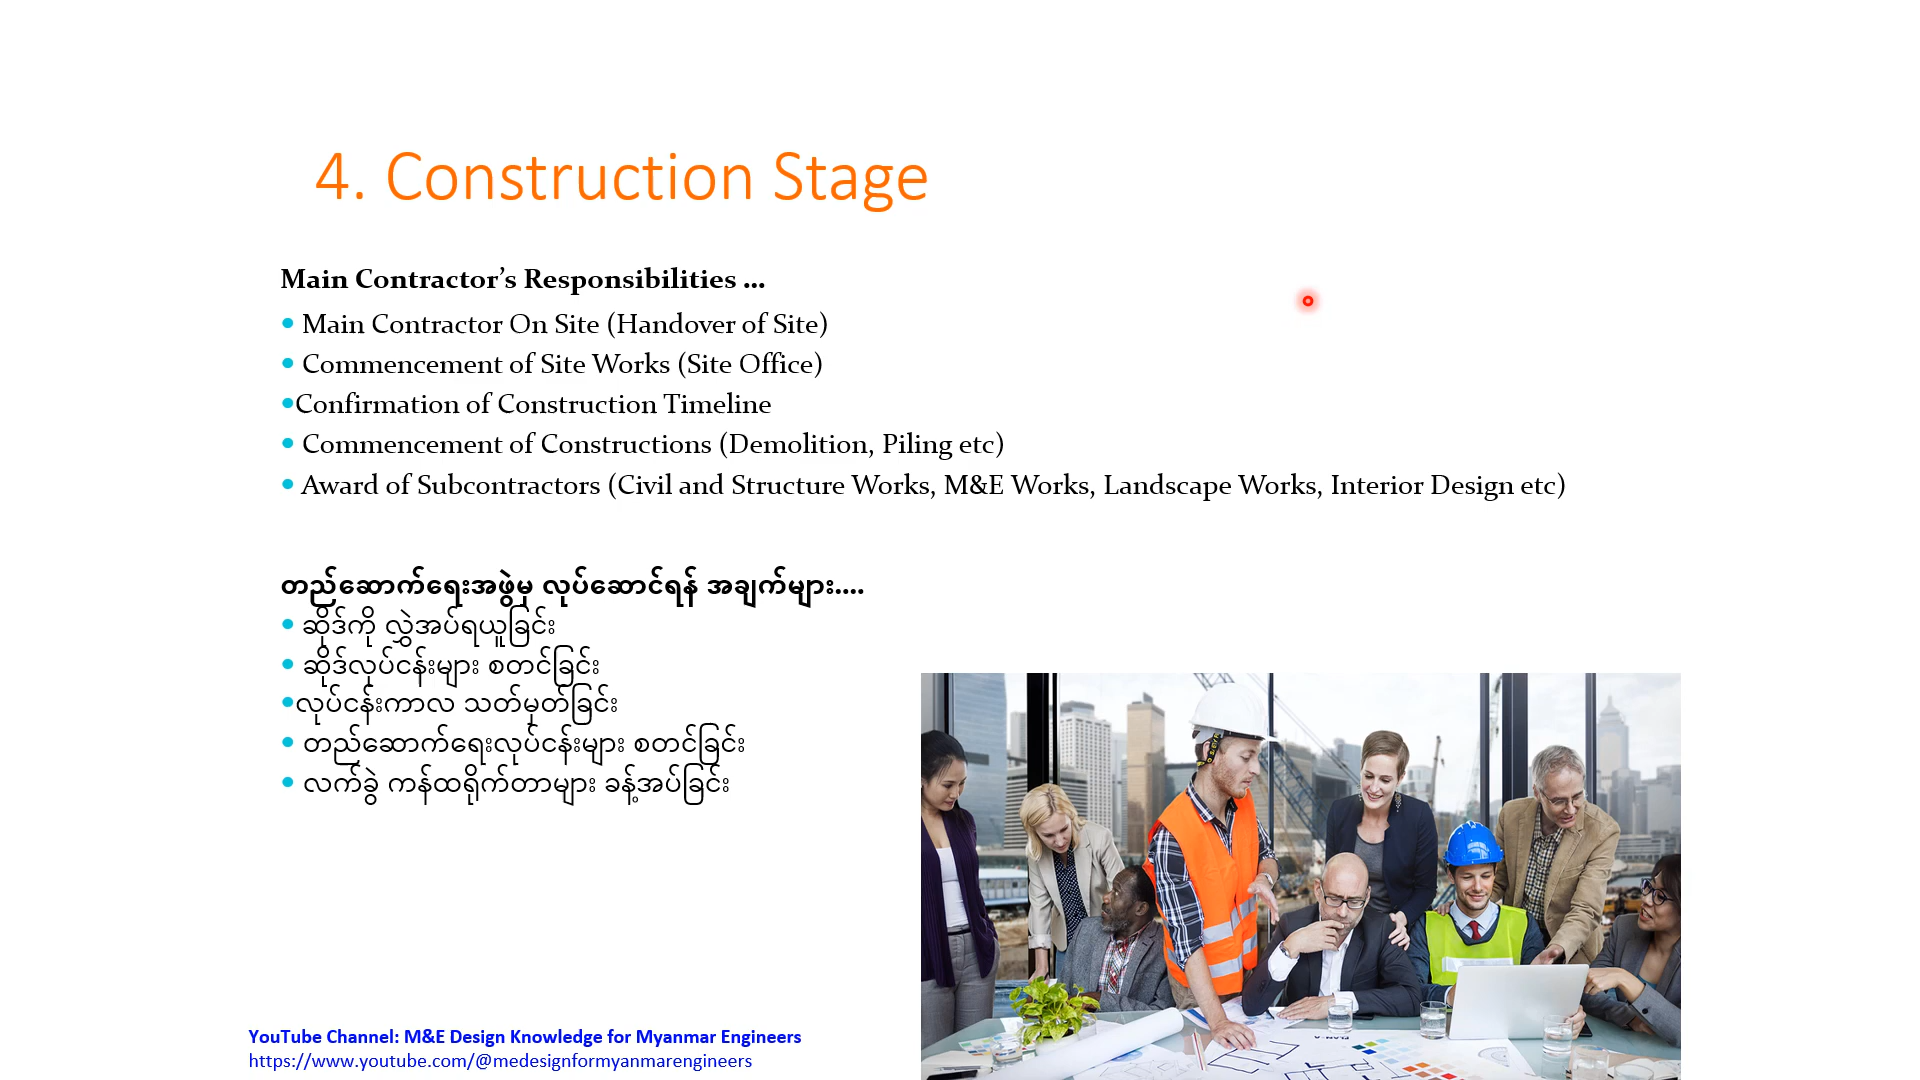 4. Construction Stage
Main Contractor’s Responsibilities ...
• Main Contractor On Site (Handover of Site)
• Commencement of Site Works (Site Office)
•Confirmation of Construction Timeline
• Commencement of Constructions (Demolition, Piling etc)
• Award of Subcontractors (Civil and Structure Works, M&E Works, Landscape Works, Interior Design etc)
တည်ဆောက်ရေးအဖွဲ့မှ လုပ်ဆောင်ရန် အချက်များ....
• ဆိုဒ်ကို လွှဲအပ်ရယူခြင်း
• ဆိုဒ်လုပ်ငန်းများ စတင်ခြင်း
•လုပ်ငန်းကာလ သတ်မှတ်ခြင်း
• တည်ဆောက်ရေးလုပ်ငန်းများ စတင်ခြင်း
• လက်ခွဲ ကန်ထရိုက်တာများ ခန့်အပ်ခြင်း
YouTube Channel: M&E Design Knowledge for Myanmar Engineers
https://www.youtube.com/@medesignformyanmarengineers
PLAN-A